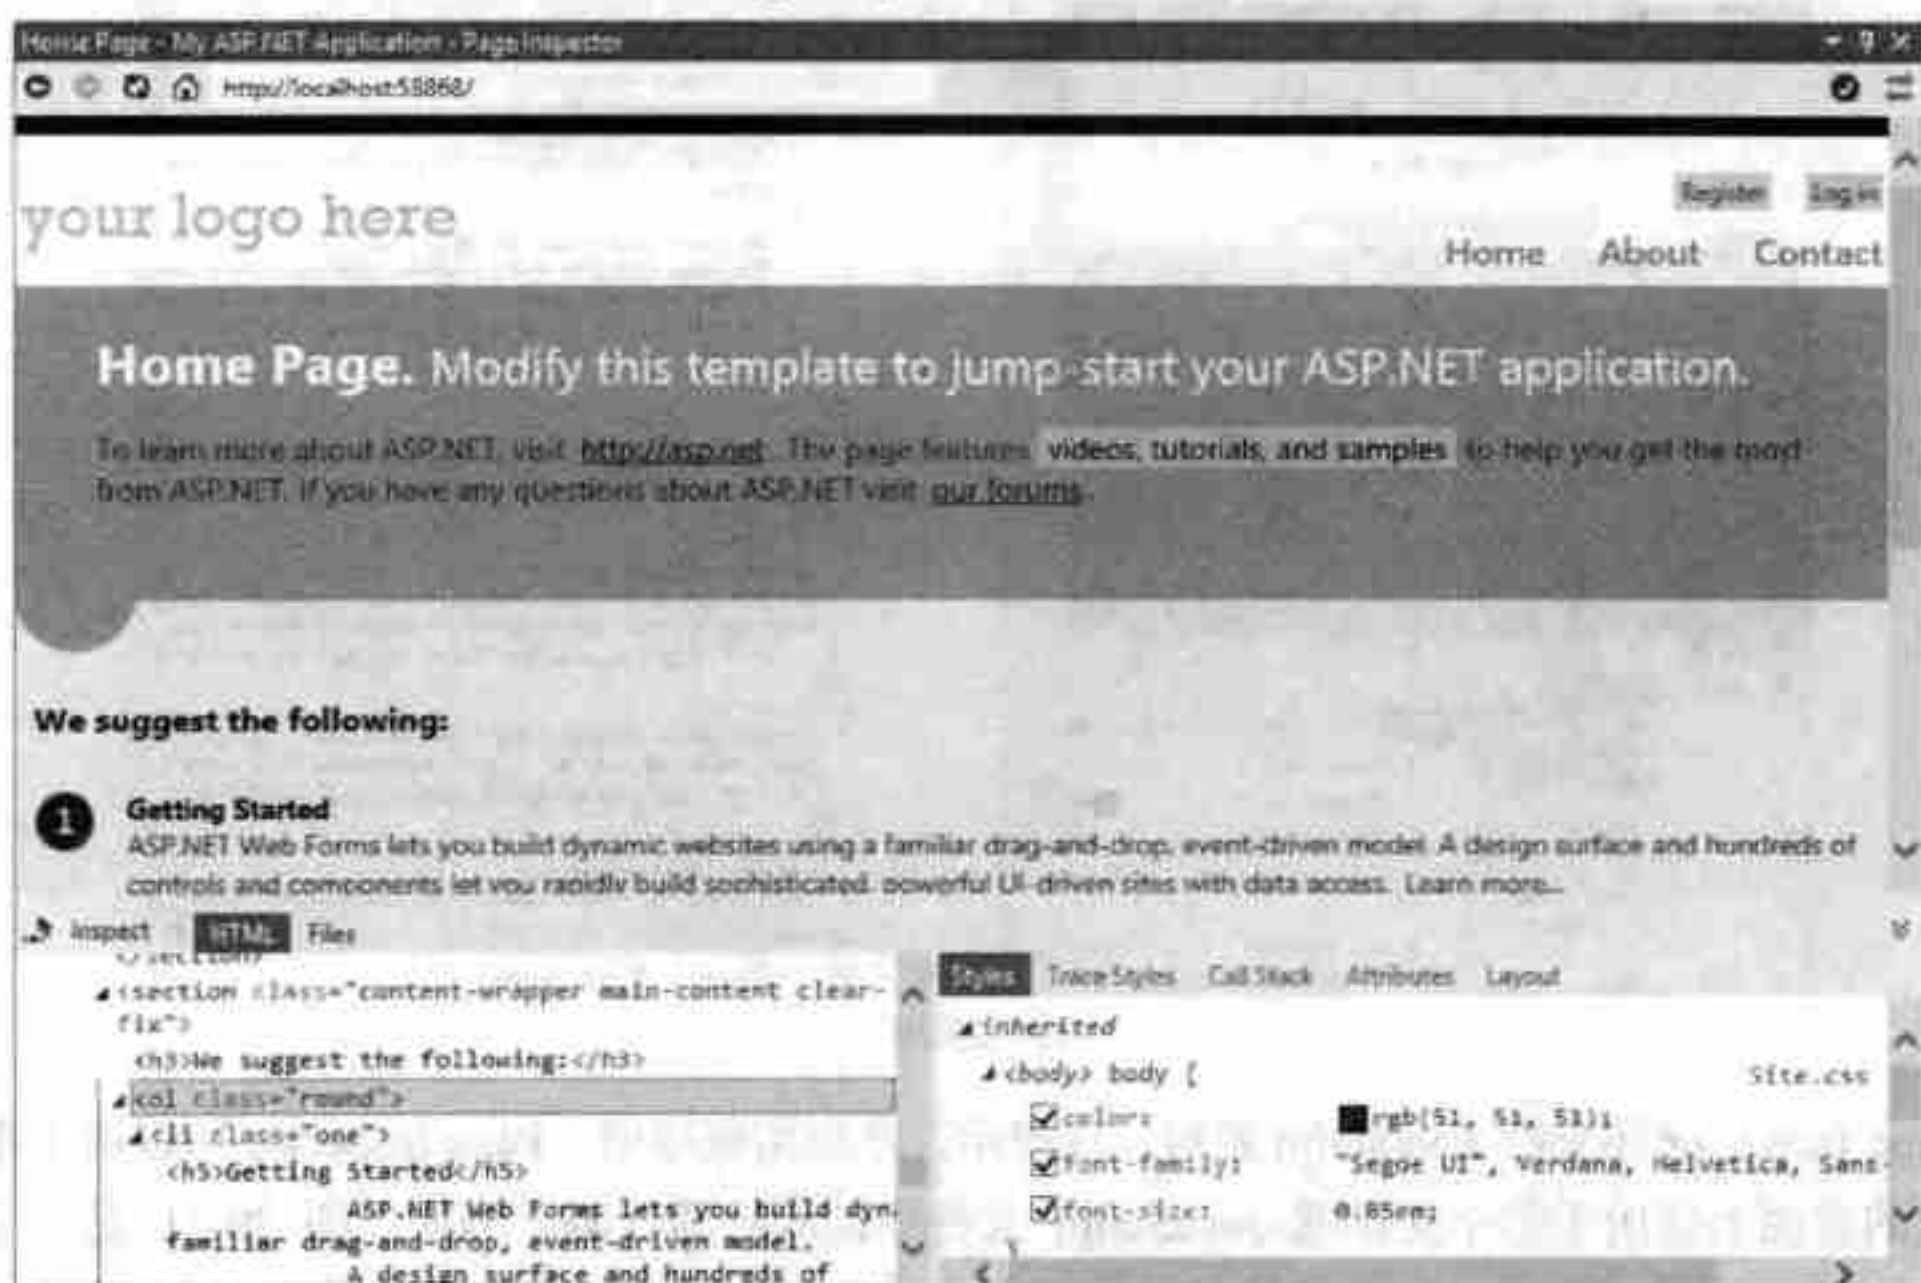 Home Page - My ASP.NET Application - Page Inspector
http://localhost:58868/
your logo here
Register Log in
Home About Contact
Home Page. Modify this template to jump-start your ASP.NET application.
To learn more about ASP.NET, visit http://asp.net. The page features videos, tutorials, and samples to help you get the most
from ASP.NET. If you have any questions about ASP.NET visit our forums.
We suggest the following:
1 Getting Started
ASP.NET Web Forms lets you build dynamic websites using a familiar drag-and-drop, event-driven model. A design surface and hundreds of
controls and components let you rapidly build sophisticated, powerful UI-driven sites with data access. Learn more...
Inspect HTML Files
</section>
<section class="content-wrapper main-content clear-
fix">
<h3>We suggest the following:</h3>
<ol class="round">
<li class="one">
<h5>Getting Started</h5>
ASP.NET Web Forms lets you build dyn
familiar drag-and-drop, event-driven model.
A design surface and hundreds of
Styles Trace Styles Call Stack Attributes Layout
inherited
<body> body { Site.css
color: rgb(51, 51, 51);
font-family: "Segoe UI", Verdana, Helvetica, Sans-
font-size: 0.85em;
}